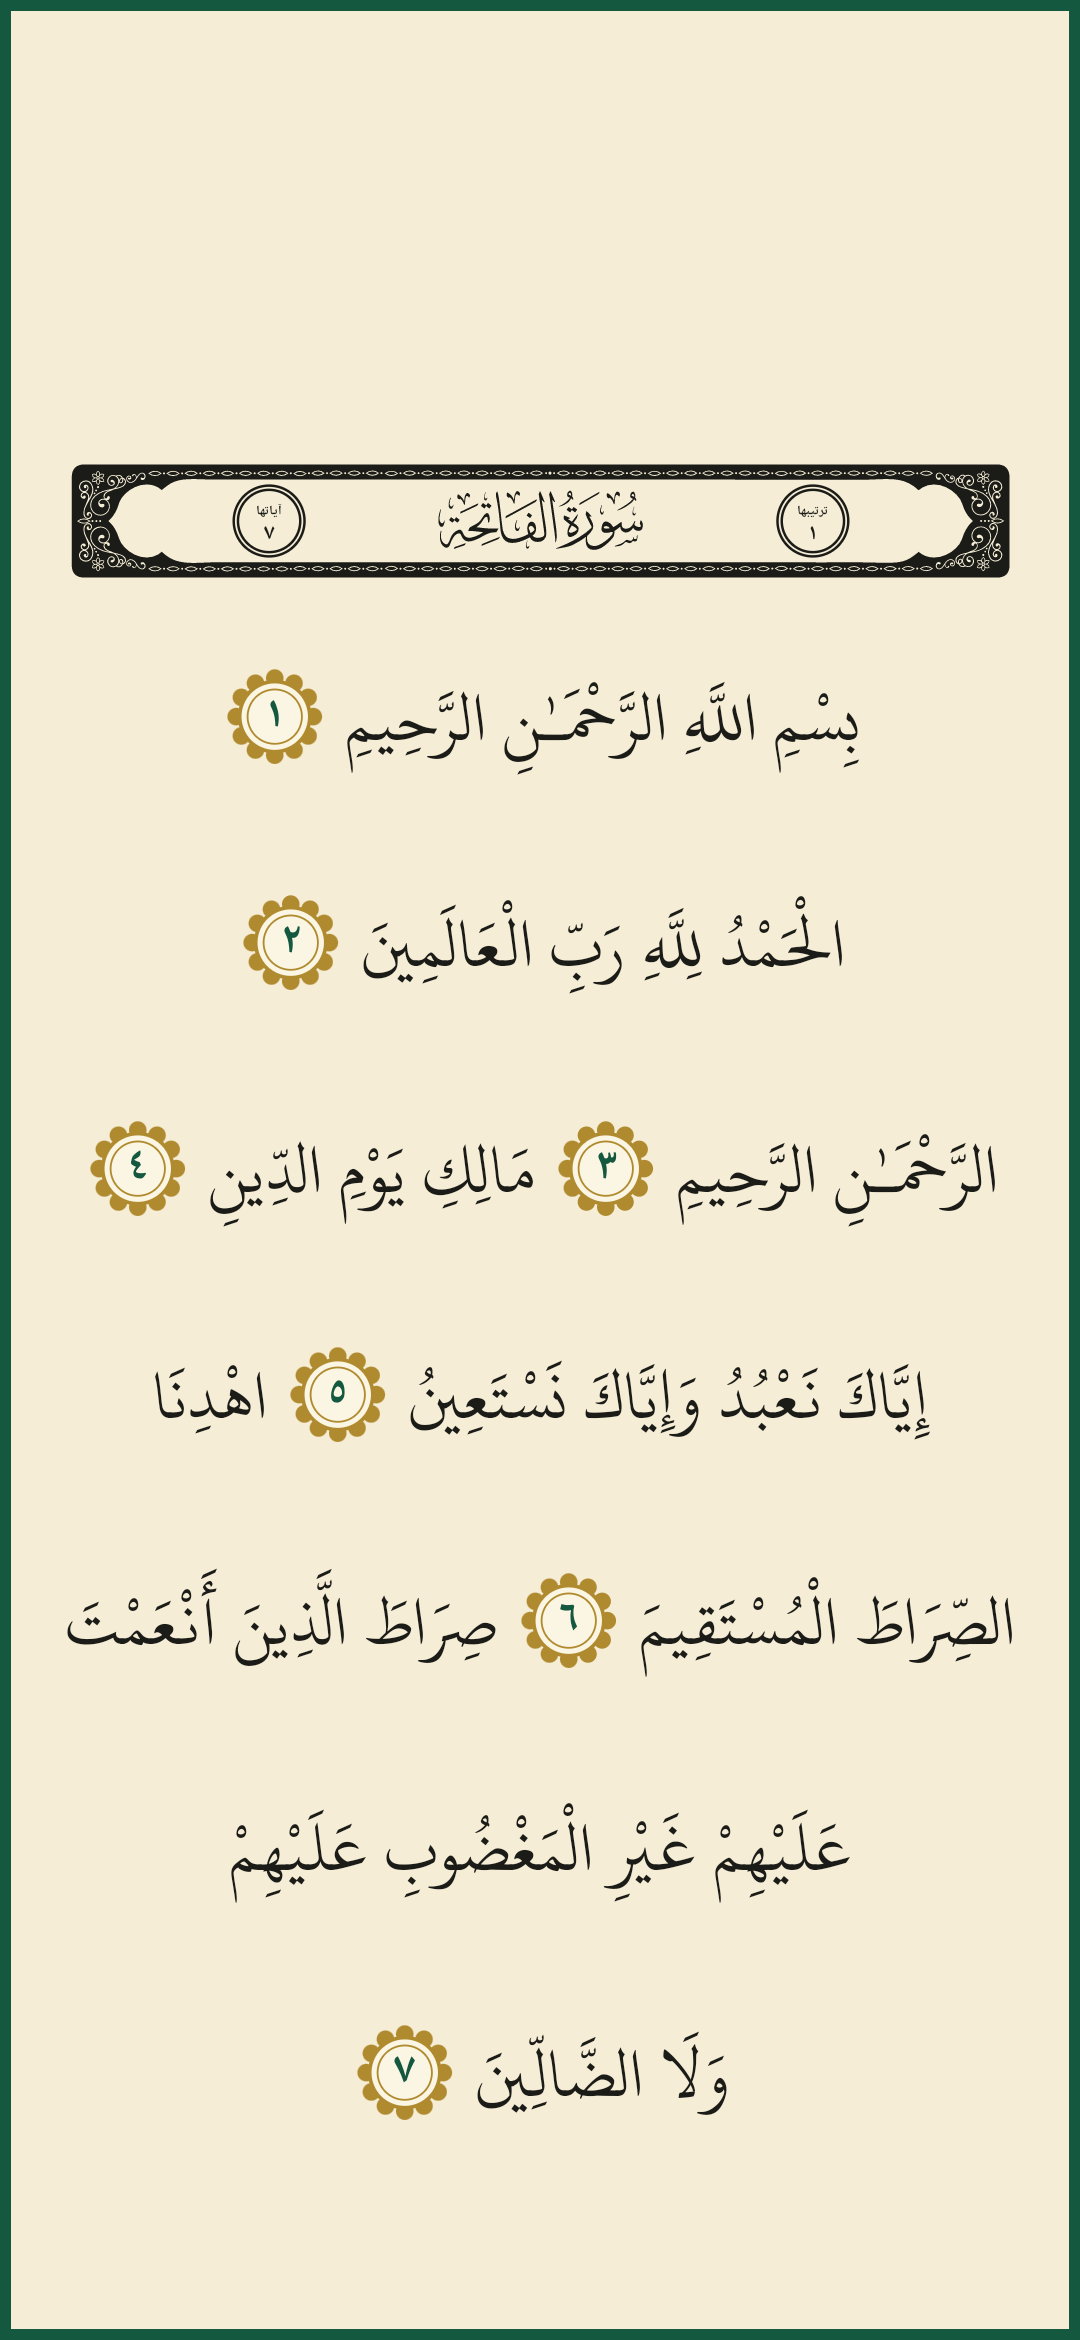 ترتيبها ١ سُورَةُ الفَاتِحَةِ آياتها ٧
بِسْمِ اللَّهِ الرَّحْمَـٰنِ الرَّحِيمِ ١
الْحَمْدُ لِلَّهِ رَبِّ الْعَالَمِينَ ٢
الرَّحْمَـٰنِ الرَّحِيمِ ٣ مَالِكِ يَوْمِ الدِّينِ ٤
إِيَّاكَ نَعْبُدُ وَإِيَّاكَ نَسْتَعِينُ ٥ اهْدِنَا
الصِّرَاطَ الْمُسْتَقِيمَ ٦ صِرَاطَ الَّذِينَ أَنْعَمْتَ
عَلَيْهِمْ غَيْرِ الْمَغْضُوبِ عَلَيْهِمْ
وَلَا الضَّالِّينَ ٧